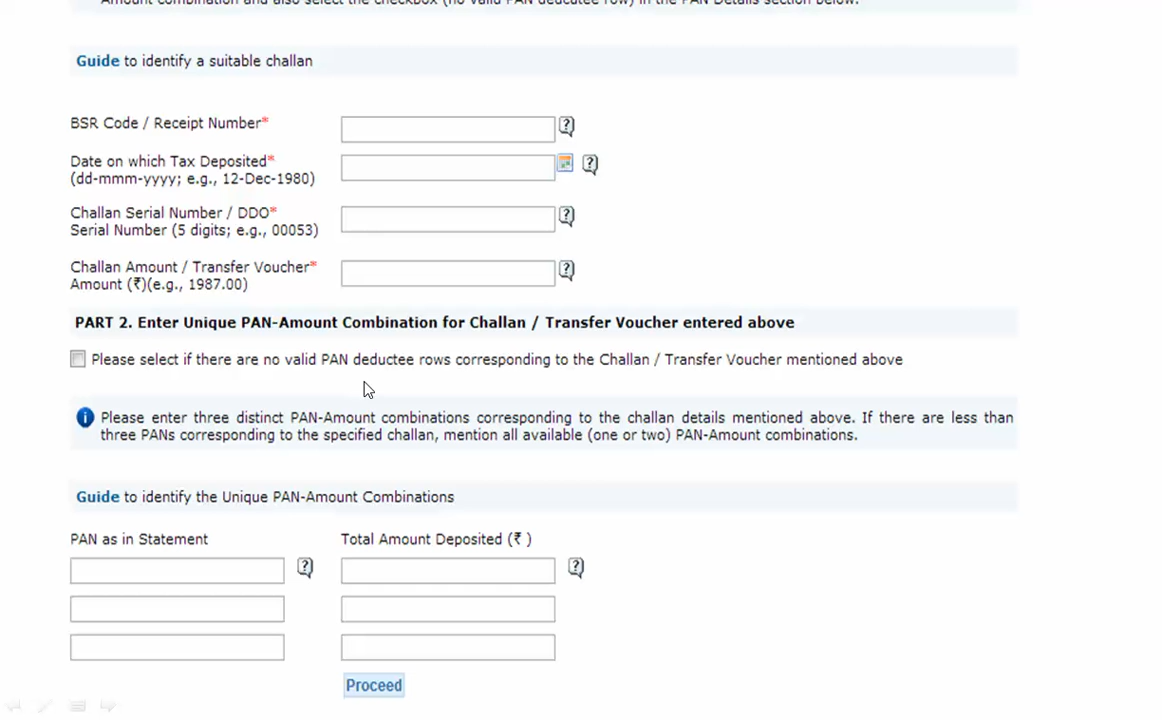 Amount combination and also select the checkbox (no valid PAN deductee row) in the PAN Details section below.
Guide to identify a suitable challan
BSR Code / Receipt Number*
Date on which Tax Deposited*
(dd-mmm-yyyy; e.g., 12-Dec-1980)
Challan Serial Number / DDO*
Serial Number (5 digits; e.g., 00053)
Challan Amount / Transfer Voucher*
Amount (₹)(e.g., 1987.00)
PART 2. Enter Unique PAN-Amount Combination for Challan / Transfer Voucher entered above
Please select if there are no valid PAN deductee rows corresponding to the Challan / Transfer Voucher mentioned above
Please enter three distinct PAN-Amount combinations corresponding to the challan details mentioned above. If there are less than
three PANs corresponding to the specified challan, mention all available (one or two) PAN-Amount combinations.
Guide to identify the Unique PAN-Amount Combinations
PAN as in Statement Total Amount Deposited (₹ )
Proceed